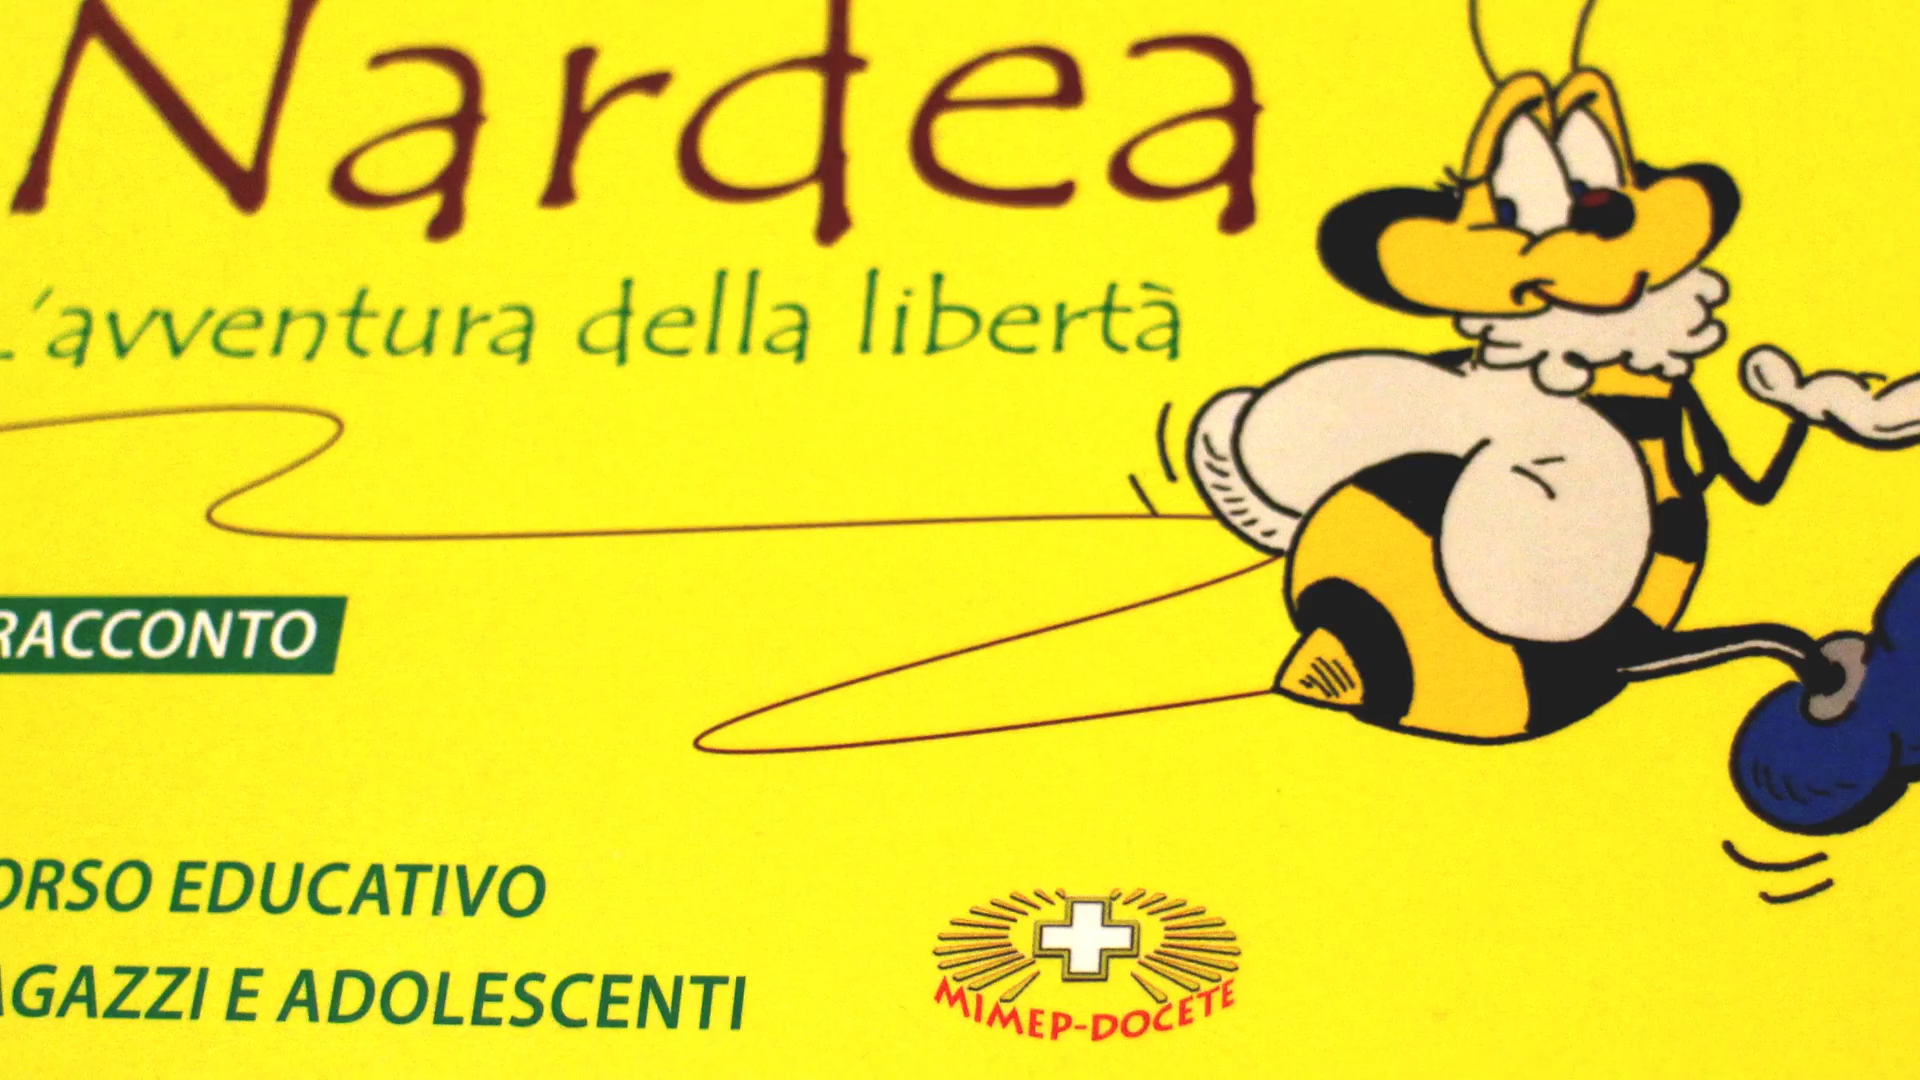 Nardea
L'avventura della libertà
RACCONTO
ORSO EDUCATIVO
AGAZZI E ADOLESCENTI
MIMEP-DOCETE